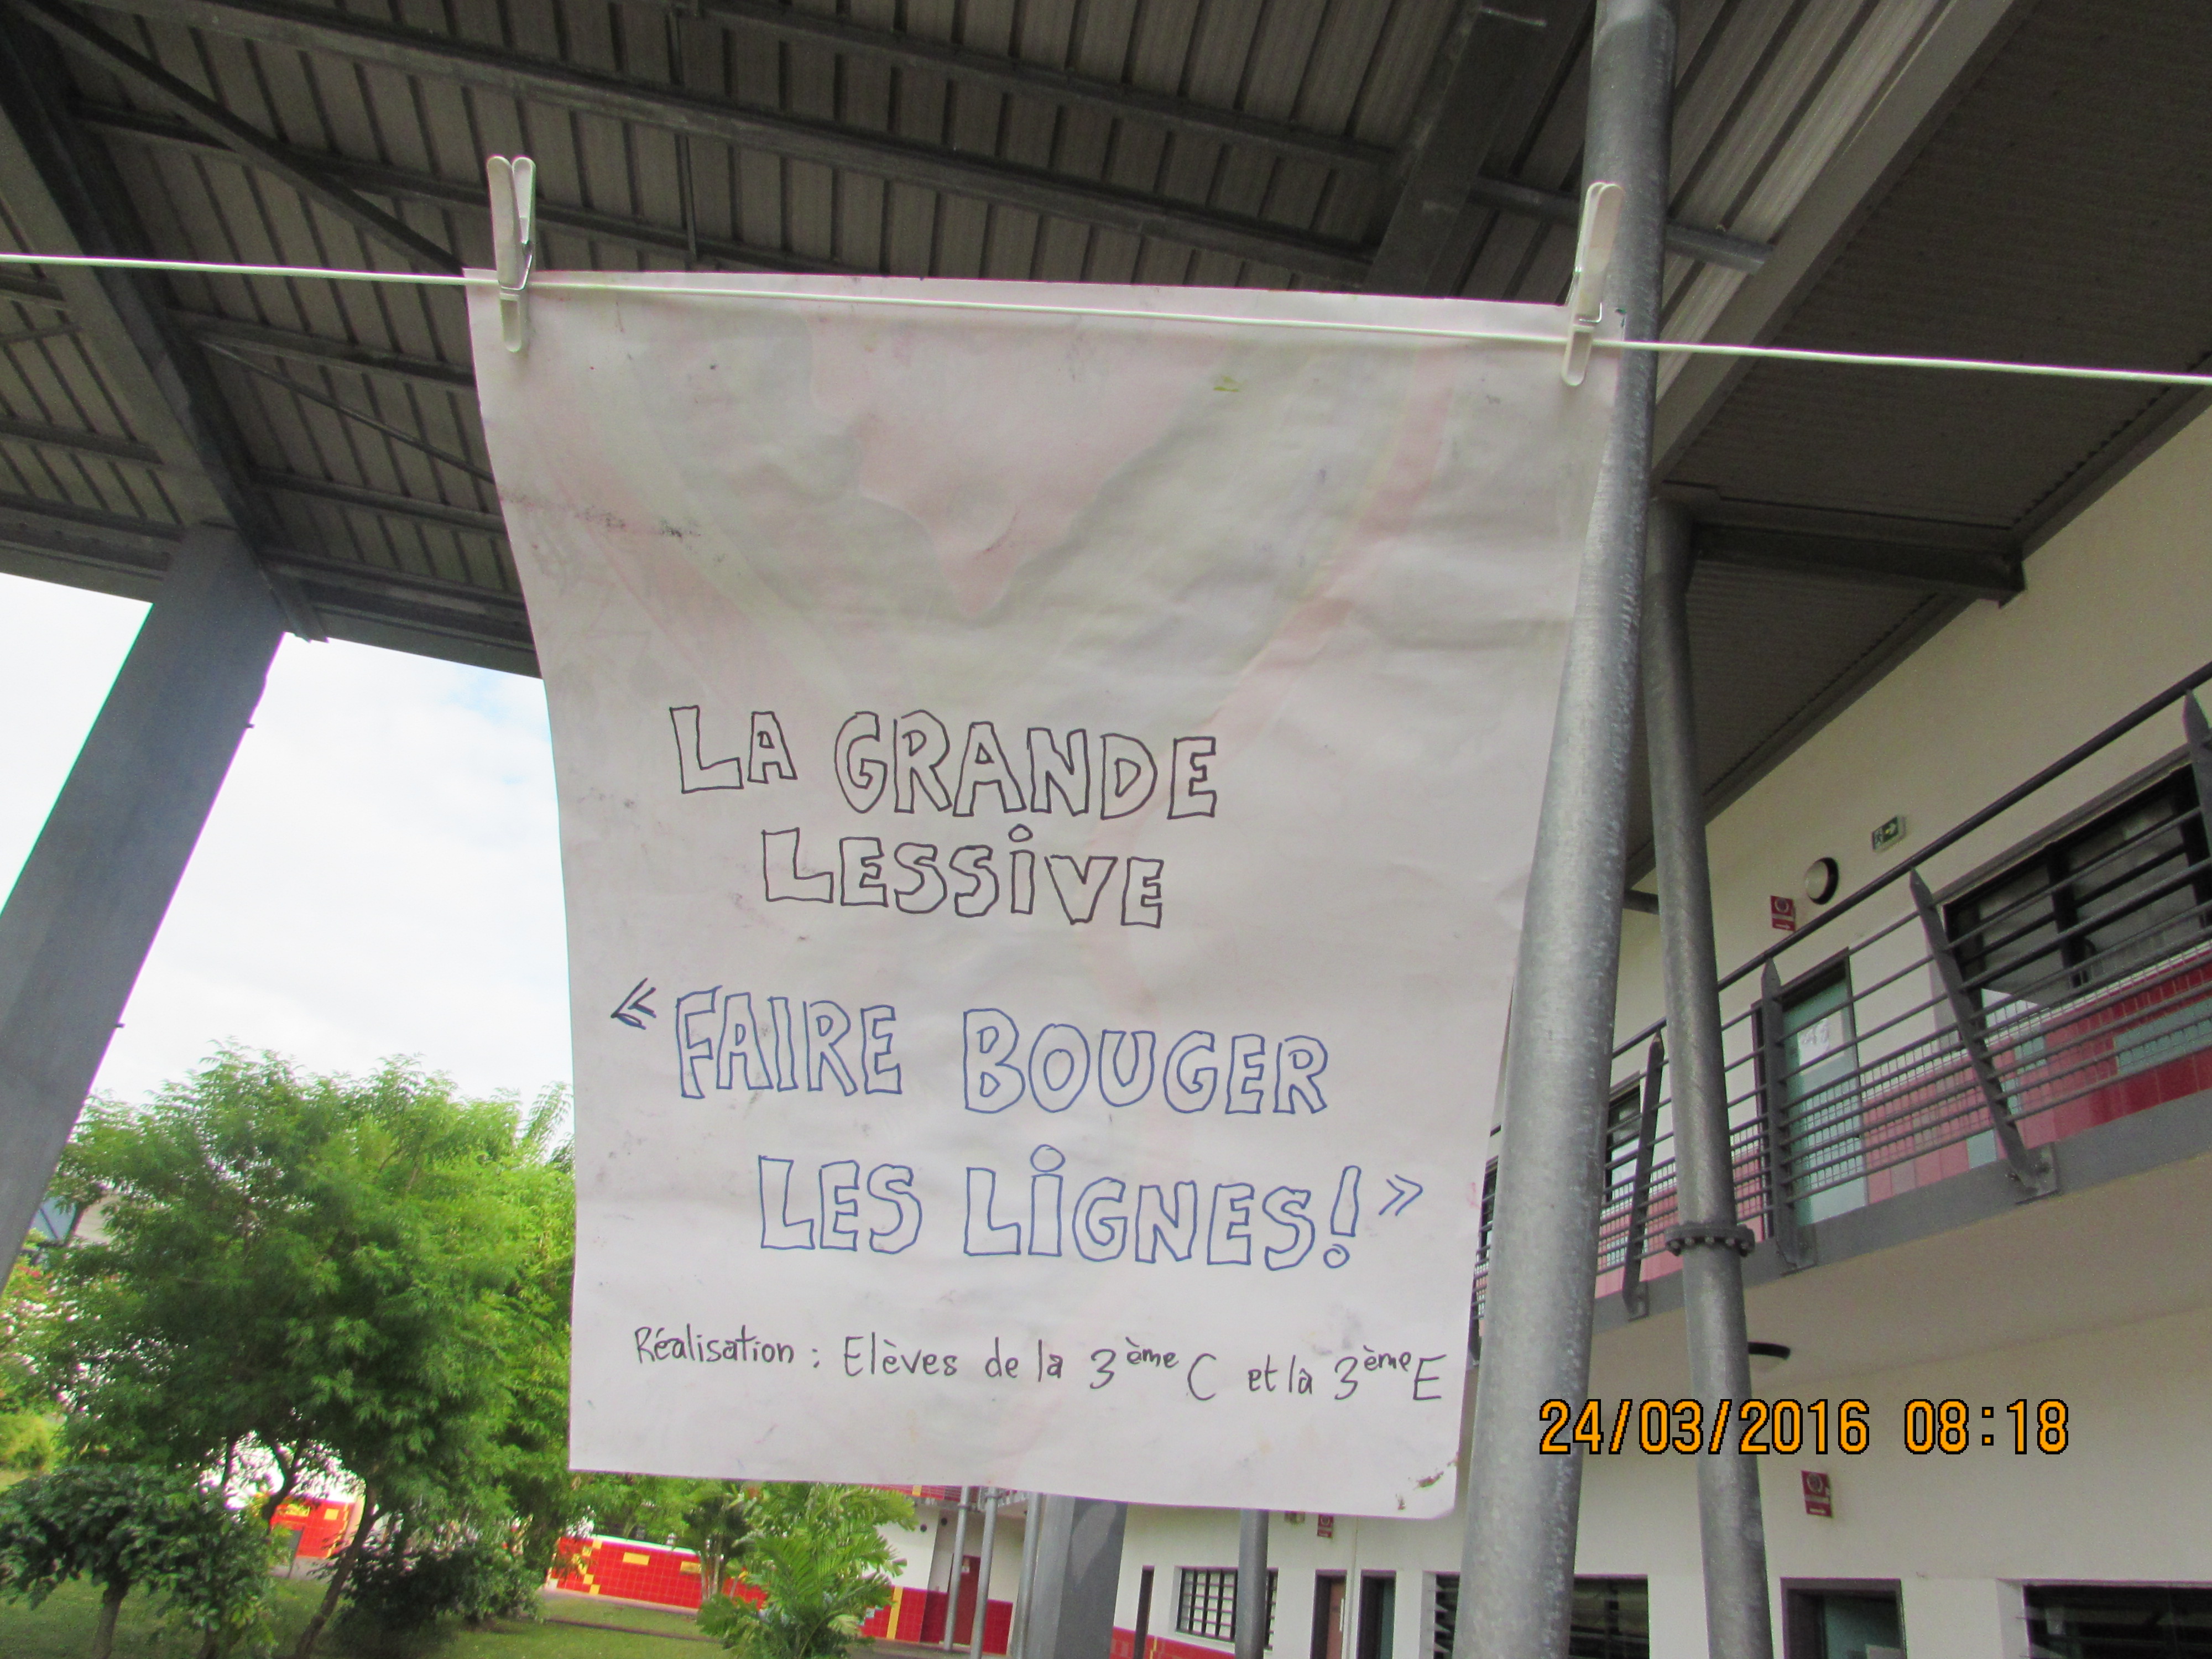 LA GRANDE
LESSIVE
« FAIRE BOUGER
LES LIGNES! »
Réalisation : Elèves de la 3ème C et la 3ème E
24/03/2016 08:18